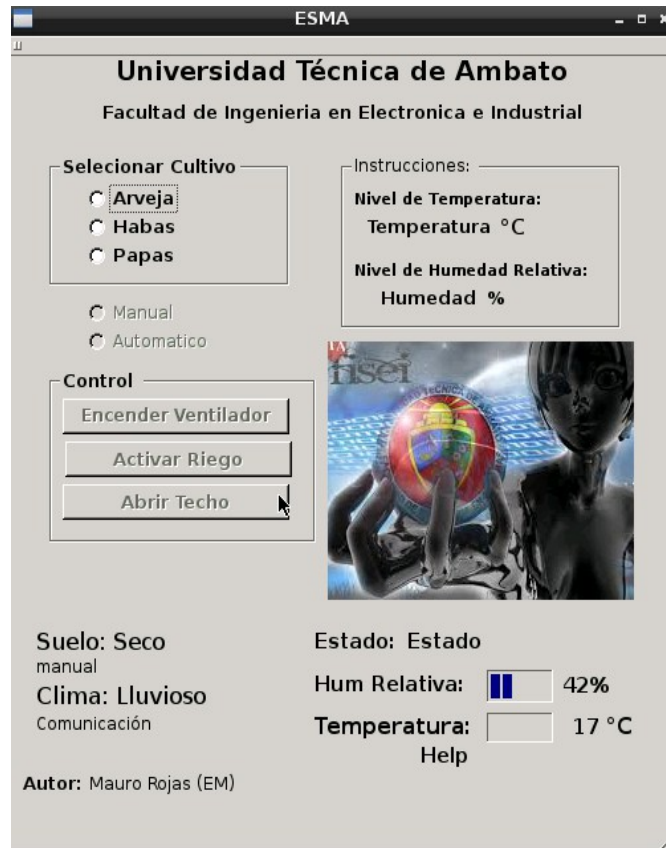 ESMA
Universidad Técnica de Ambato
Facultad de Ingenieria en Electronica e Industrial
Selecionar Cultivo
Arveja
Habas
Papas
Manual
Automatico
Control
Encender Ventilador
Activar Riego
Abrir Techo
Instrucciones:
Nivel de Temperatura:
Temperatura °C
Nivel de Humedad Relativa:
Humedad %
fisei
Suelo: Seco
manual
Clima: Lluvioso
Comunicación
Estado: Estado
Hum Relativa: 42%
Temperatura: 17 °C
Help
Autor: Mauro Rojas (EM)